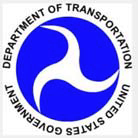 DEPARTMENT OF TRANSPORTATION
UNITED STATES GOVERNMENT